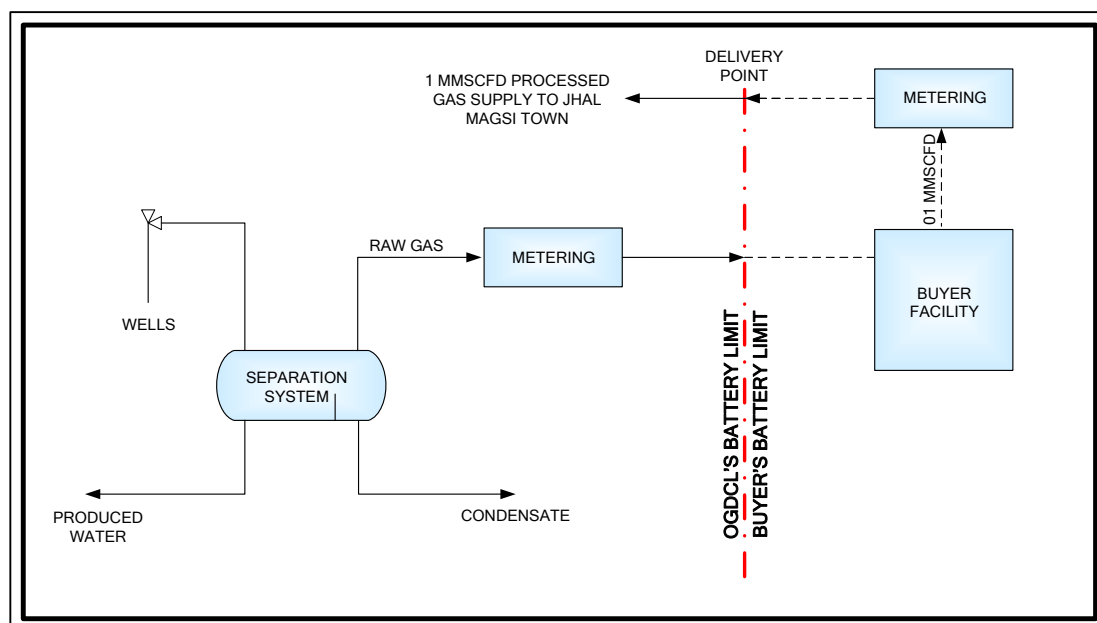 DELIVERY
POINT
1 MMSCFD PROCESSED
GAS SUPPLY TO JHAL
MAGSI TOWN
METERING
01 MMSCFD
RAW GAS
METERING
BUYER
FACILITY
WELLS
SEPARATION
SYSTEM
OGDCL'S BATTERY LIMIT
BUYER'S BATTERY LIMIT
PRODUCED
WATER
CONDENSATE